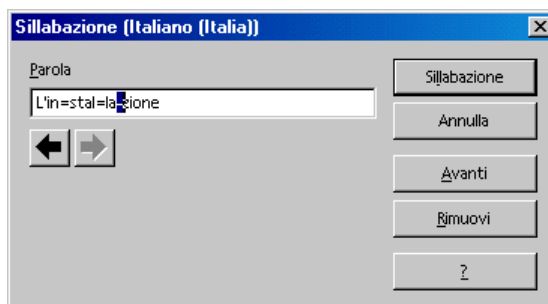 Sillabazione (Italiano (Italia))
Parola
Sillabazione
L'in=stal=la-zione
Annulla
Avanti
Rimuovi
?